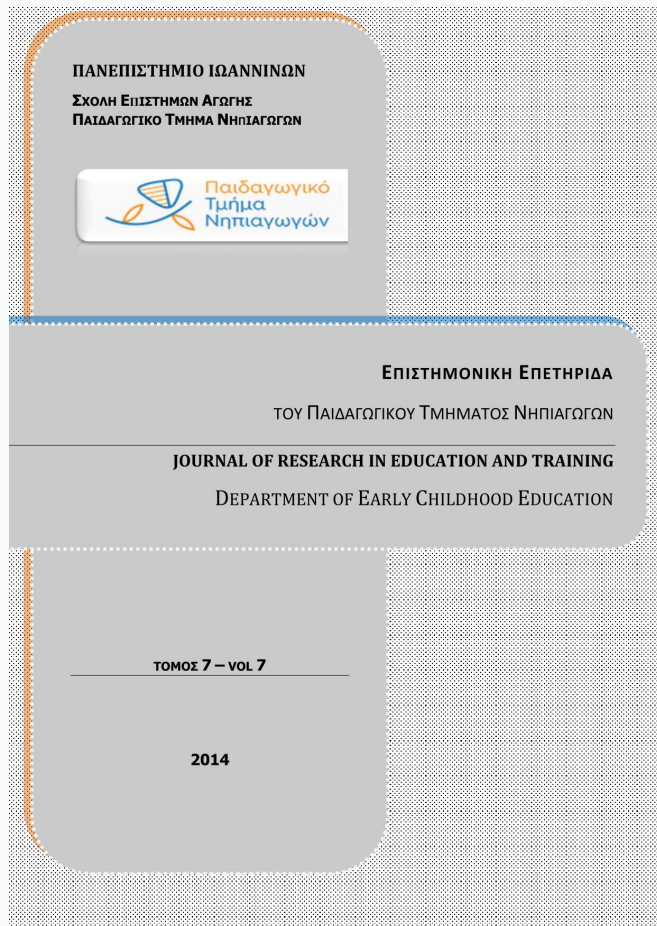 ΠΑΝΕΠΙΣΤΗΜΙΟ ΙΩΑΝΝΙΝΩΝ
ΣΧΟΛΗ ΕΠΙΣΤΗΜΩΝ ΑΓΩΓΗΣ
ΠΑΙΔΑΓΩΓΙΚΟ ΤΜΗΜΑ ΝΗΠΙΑΓΩΓΩΝ
Παιδαγωγικό
Τμήμα
Νηπιαγωγών
ΕΠΙΣΤΗΜΟΝΙΚΗ ΕΠΕΤΗΡΙΔΑ
ΤΟΥ ΠΑΙΔΑΓΩΓΙΚΟΥ ΤΜΗΜΑΤΟΣ ΝΗΠΙΑΓΩΓΩΝ
JOURNAL OF RESEARCH IN EDUCATION AND TRAINING
DEPARTMENT OF EARLY CHILDHOOD EDUCATION
ΤΟΜΟΣ 7 – VOL 7
2014